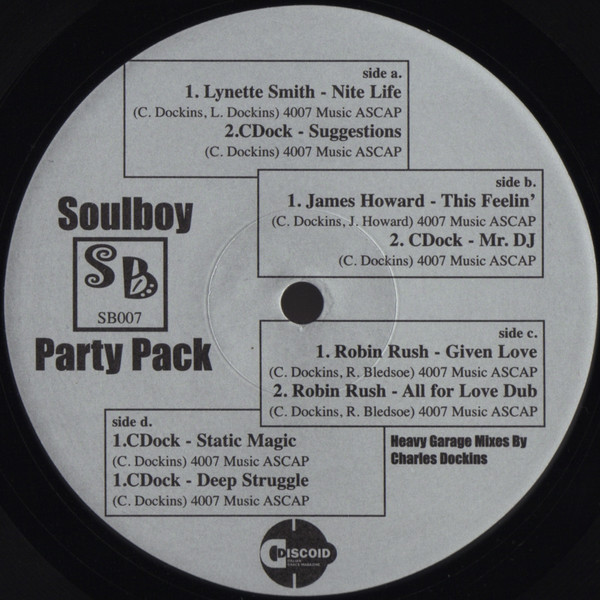 side a.
1. Lynette Smith - Nite Life
(C. Dockins, L. Dockins) 4007 Music ASCAP
2.CDock - Suggestions
(C. Dockins) 4007 Music ASCAP
side b.
1. James Howard - This Feelin'
(C. Dockins, J. Howard) 4007 Music ASCAP
2. CDock - Mr. DJ
(C. Dockins) 4007 Music ASCAP
Soulboy
SB
SB007
Party Pack
side c.
1. Robin Rush - Given Love
(C. Dockins, R. Bledsoe) 4007 Music ASCAP
2. Robin Rush - All for Love Dub
(C. Dockins, R. Bledsoe) 4007 Music ASCAP
side d.
1.CDock - Static Magic
(C. Dockins) 4007 Music ASCAP
1.CDock - Deep Struggle
(C. Dockins) 4007 Music ASCAP
Heavy Garage Mixes By
Charles Dockins
DISCOID
ITALIAN
DANCE MAGAZINE